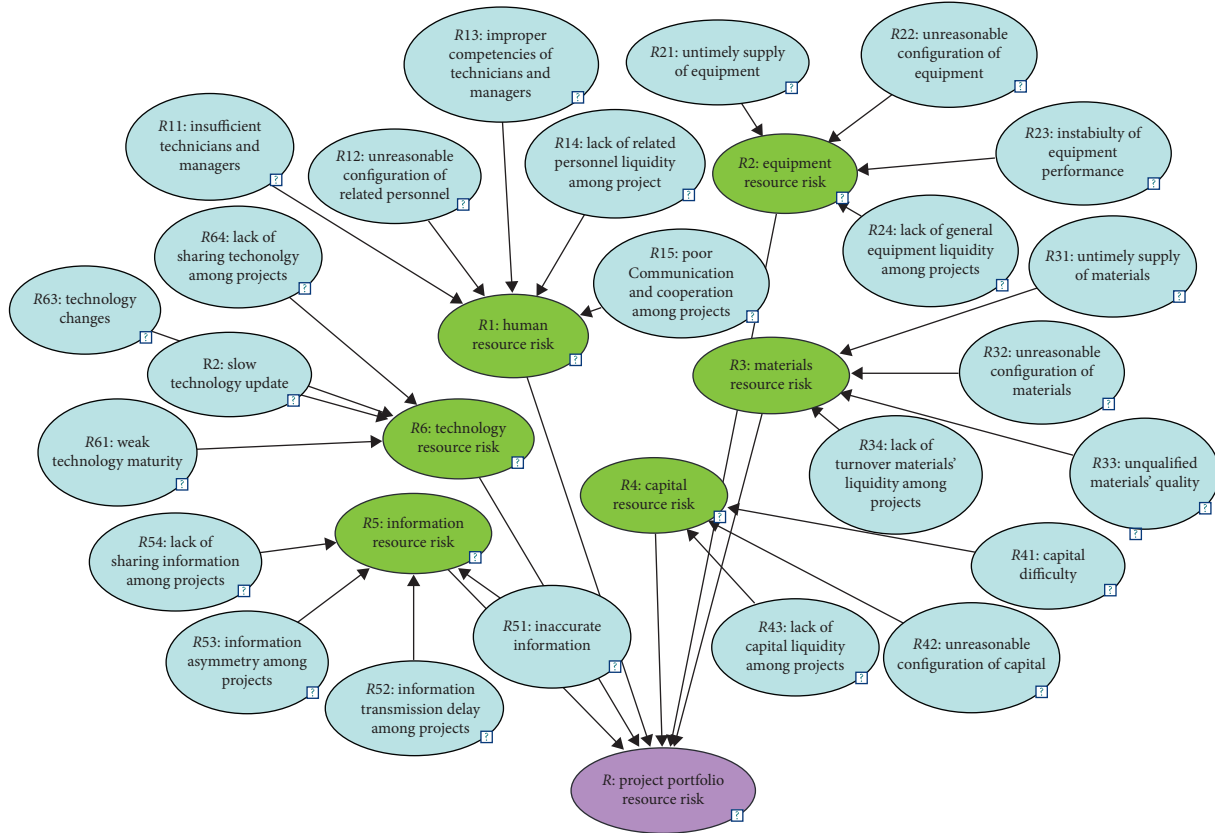 R13: improper
competencies of
technicians and
managers
R21: untimely supply
of equipment
R22: unreasonable
configuration of
equipment
R11: insufficient
technicians and
managers
R12: unreasonable
configuration of
related personnel
R14: lack of related
personnel liquidity
among project
R2: equipment
resource risk
R23: instabiulty of
equipment
performance
R64: lack of
sharing techonolgy
among projects
R15: poor
Communication
and cooperation
among projects
R24: lack of general
equipment liquidity
among projects
R31: untimely supply
of materials
R63: technology
changes
R1: human
resource risk
R2: slow
technology update
R3: materials
resource risk
R32: unreasonable
configuration of
materials
R61: weak
technology maturity
R6: technology
resource risk
R34: lack of
turnover materials'
liquidity among
projects
R33: unqualified
materials' quality
R4: capital
resource risk
R5: information
resource risk
R54: lack of
sharing information
among projects
R41: capital
difficulty
R53: information
asymmetry among
projects
R51: inaccurate
information
R43: lack of
capital liquidity
among projects
R42: unreasonable
configuration of capital
R52: information
transmission delay
among projects
R: project portfolio
resource risk